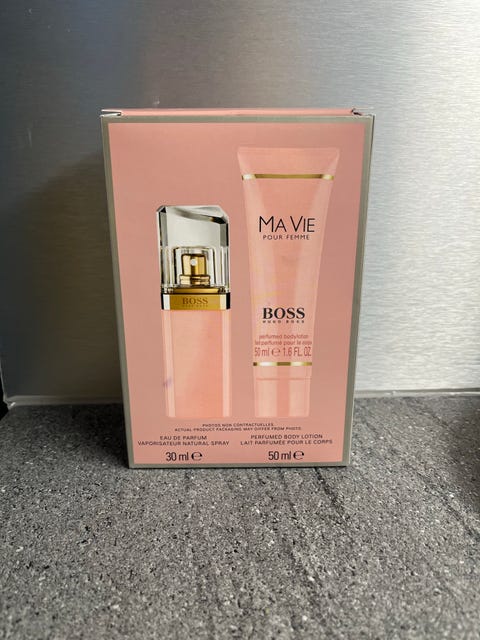 MA VIE
POUR FEMME
BOSS
HUGO BOSS
BOSS
HUGO BOSS
perfumed bodylotion
lait parfumé pour le corps
50 ml ℮ 1.6 FL.OZ.
PHOTOS NON CONTRACTUELLES.
ACTUAL PRODUCT PACKAGING MAY DIFFER FROM PHOTO.
EAU DE PARFUM
VAPORISATEUR NATURAL SPRAY
30 ml ℮
PERFUMED BODY LOTION
LAIT PARFUMÉE POUR LE CORPS
50 ml ℮